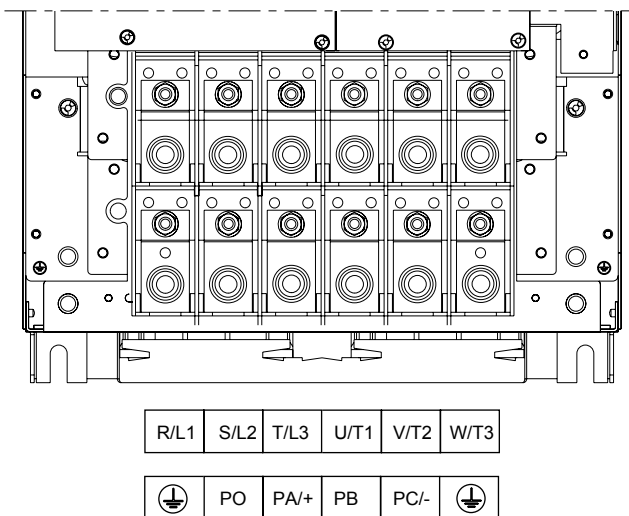 R/L1 S/L2 T/L3 U/T1 V/T2 W/T3
PO PA/+ PB PC/-